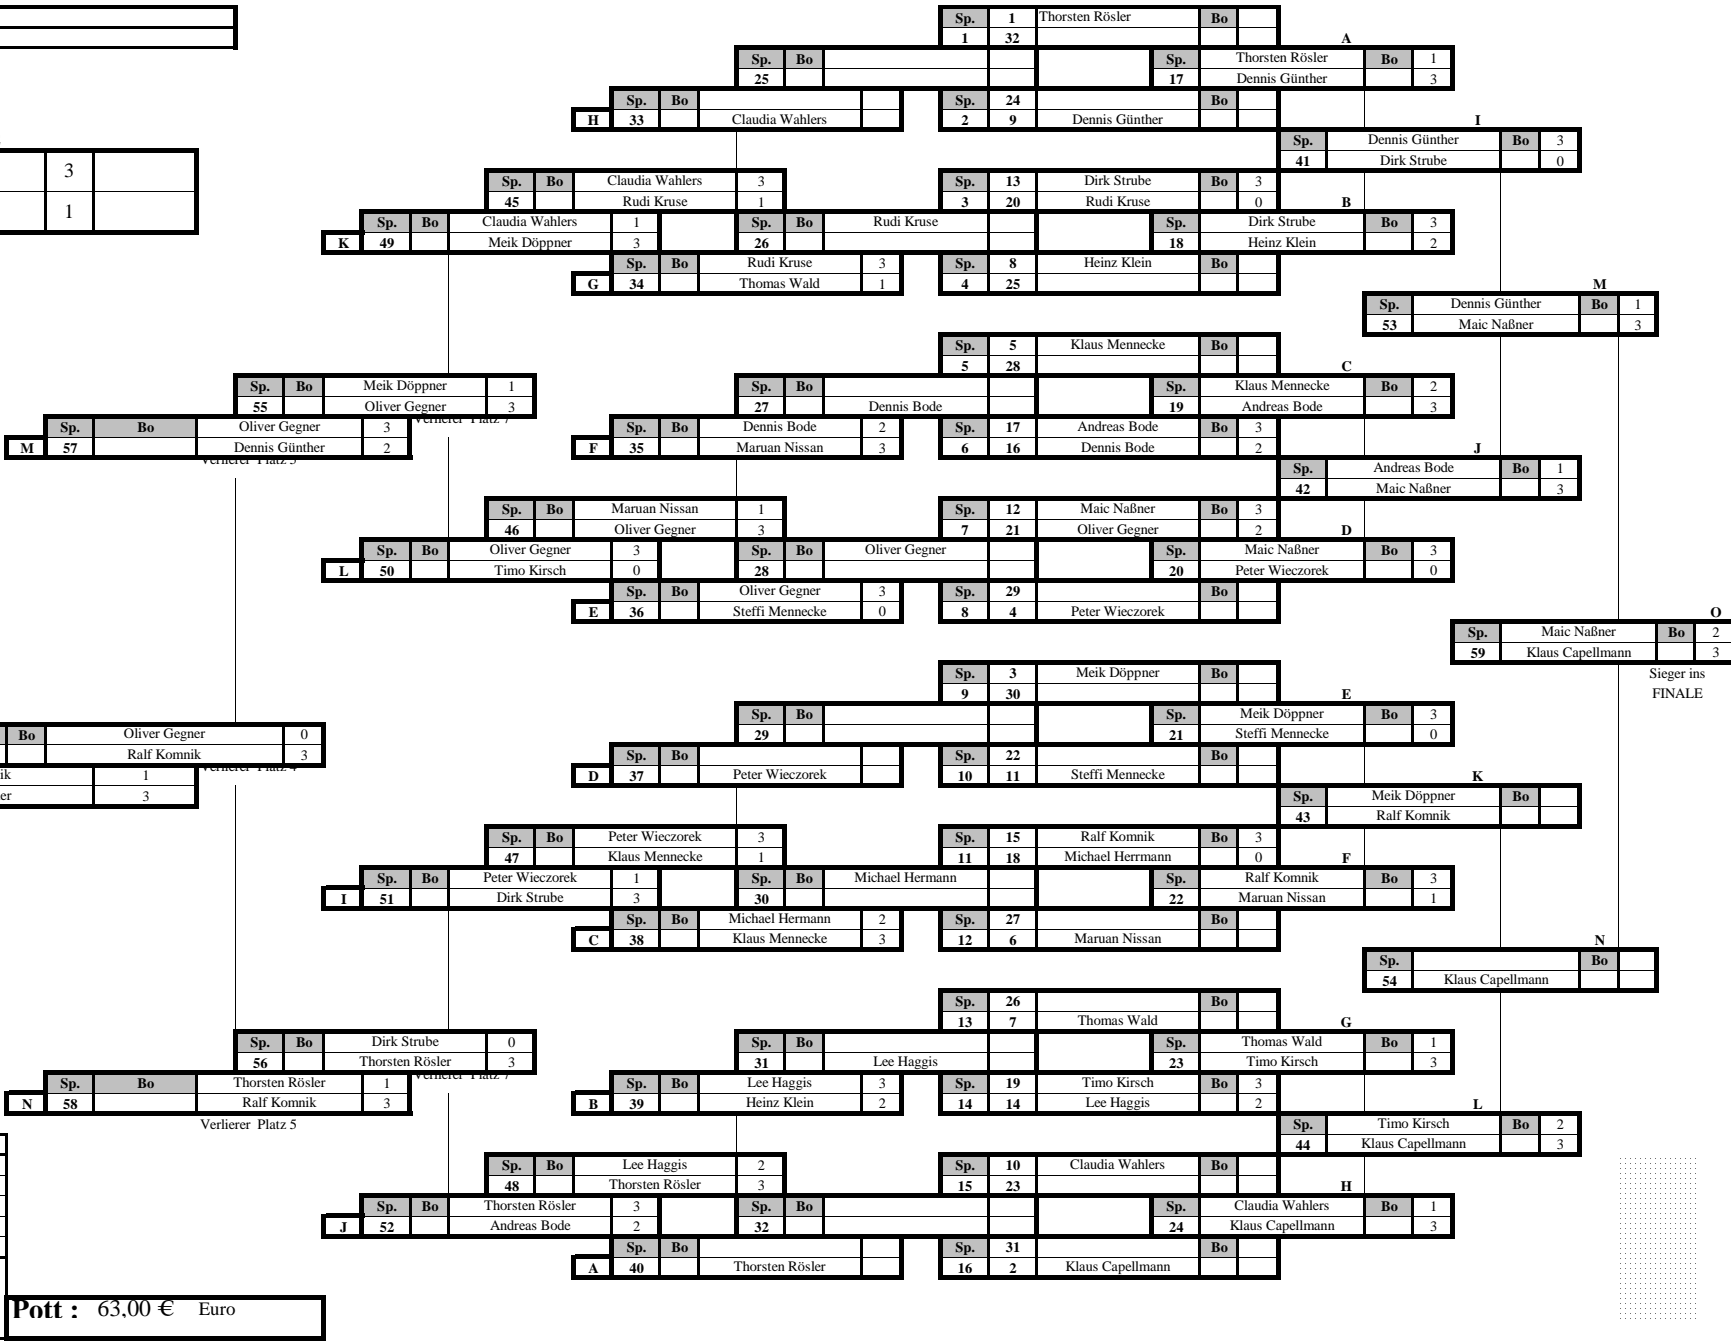 Sp. 1 Thorsten Rösler Bo
1 32 A
Sp. Bo Sp. Thorsten Rösler Bo 1
25 17 Dennis Günther 3
Sp. Bo Sp. 24 Bo
H 33 Claudia Wahlers 2 9 Dennis Günther I
Sp. Dennis Günther Bo 3
41 Dirk Strube 0
3
Sp. Bo Claudia Wahlers 3 Sp. 13 Dirk Strube Bo 3
45 Rudi Kruse 1 3 20 Rudi Kruse 0 B
1
Sp. Bo Claudia Wahlers 1 Sp. Bo Rudi Kruse Sp. Dirk Strube Bo 3
K 49 Meik Döppner 3 26 18 Heinz Klein 2
Sp. Bo Rudi Kruse 3 Sp. 8 Heinz Klein Bo
G 34 Thomas Wald 1 4 25 M
Sp. Dennis Günther Bo 1
53 Maic Naßner 3
Sp. 5 Klaus Mennecke Bo
5 28 C
Sp. Bo Meik Döppner 1 Sp. Bo Sp. Klaus Mennecke Bo 2
55 Oliver Gegner 3 27 Dennis Bode 19 Andreas Bode 3
Verlierer Platz 7
Sp. Bo Oliver Gegner 3 Sp. Bo Dennis Bode 2 Sp. 17 Andreas Bode Bo 3
M 57 Dennis Günther 2 F 35 Maruan Nissan 3 6 16 Dennis Bode 2 J
Verlierer Platz 5
Sp. Andreas Bode Bo 1
42 Maic Naßner 3
Sp. Bo Maruan Nissan 1 Sp. 12 Maic Naßner Bo 3
46 Oliver Gegner 3 7 21 Oliver Gegner 2 D
Sp. Bo Oliver Gegner 3 Sp. Bo Oliver Gegner Sp. Maic Naßner Bo 3
L 50 Timo Kirsch 0 28 20 Peter Wieczorek 0
Sp. Bo Oliver Gegner 3 Sp. 29 Bo
E 36 Steffi Mennecke 0 8 4 Peter Wieczorek O
Sp. Maic Naßner Bo 2
59 Klaus Capellmann 3
Sp. 3 Meik Döppner Bo Sieger ins
9 30 E FINALE
Sp. Bo Sp. Meik Döppner Bo 3
29 21 Steffi Mennecke 0
Bo Oliver Gegner 0
Ralf Komnik 3 Sp. Bo Sp. 22 Bo
Verlierer Platz 4
ik 1 D 37 Peter Wieczorek 10 11 Steffi Mennecke K
er 3 Sp. Meik Döppner Bo
43 Ralf Komnik
Sp. Bo Peter Wieczorek 3 Sp. 15 Ralf Komnik Bo 3
47 Klaus Mennecke 1 11 18 Michael Herrmann 0 F
Sp. Bo Peter Wieczorek 1 Sp. Bo Michael Hermann Sp. Ralf Komnik Bo 3
I 51 Dirk Strube 3 30 22 Maruan Nissan 1
Sp. Bo Michael Hermann 2 Sp. 27 Bo
C 38 Klaus Mennecke 3 12 6 Maruan Nissan N
Sp. Bo
54 Klaus Capellmann
Sp. 26 Bo
13 7 Thomas Wald G
Sp. Bo Dirk Strube 0 Sp. Bo Sp. Thomas Wald Bo 1
56 Thorsten Rösler 3 31 Lee Haggis 23 Timo Kirsch 3
Verlierer Platz 7
Sp. Bo Thorsten Rösler 1 Sp. Bo Lee Haggis 3 Sp. 19 Timo Kirsch Bo 3
N 58 Ralf Komnik 3 B 39 Heinz Klein 2 14 14 Lee Haggis 2 L
Verlierer Platz 5 Sp. Timo Kirsch Bo 2
44 Klaus Capellmann 3
Sp. Bo Lee Haggis 2 Sp. 10 Claudia Wahlers Bo
48 Thorsten Rösler 3 15 23 H
Sp. Bo Thorsten Rösler 3 Sp. Bo Sp. Claudia Wahlers Bo 1
J 52 Andreas Bode 2 32 24 Klaus Capellmann 3
Sp. Bo Sp. 31 Bo
A 40 Thorsten Rösler 16 2 Klaus Capellmann
Pott : 63,00 € Euro